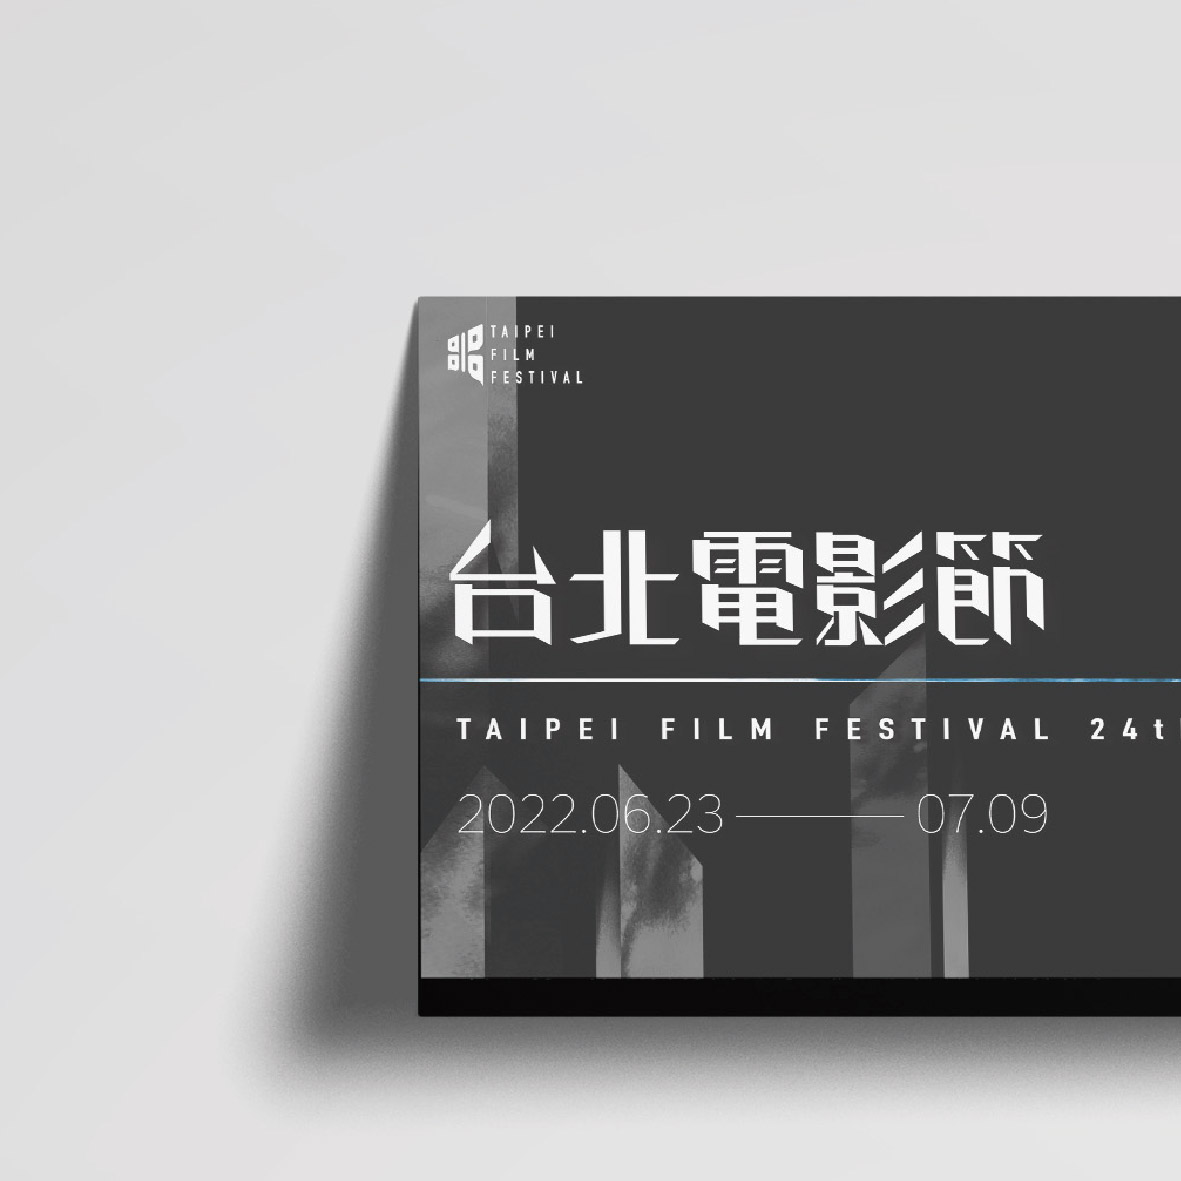 TAIPEI
FILM
FESTIVAL
台北電影節
TAIPEI FILM FESTIVAL 24t
2022.06.23 —— 07.09